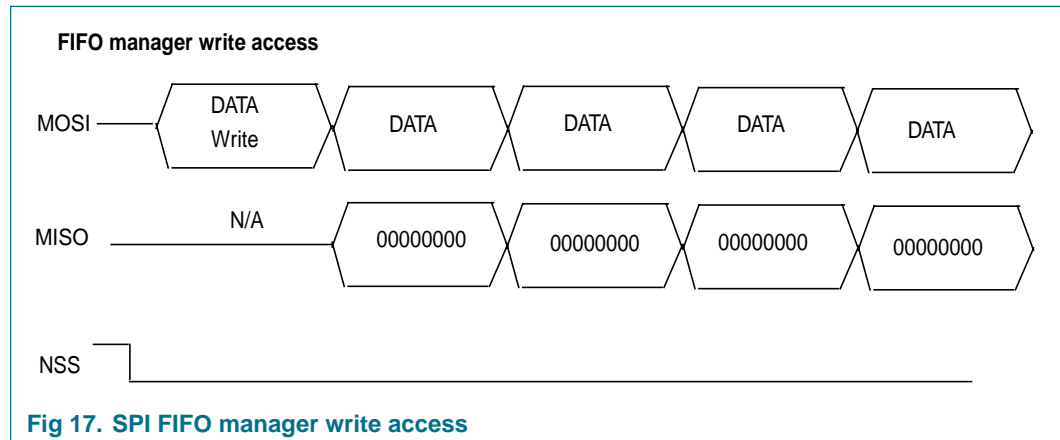 FIFO manager write access
MOSI
DATA
Write
DATA
DATA
DATA
DATA
MISO
N/A
00000000
00000000
00000000
00000000
NSS
Fig 17. SPI FIFO manager write access